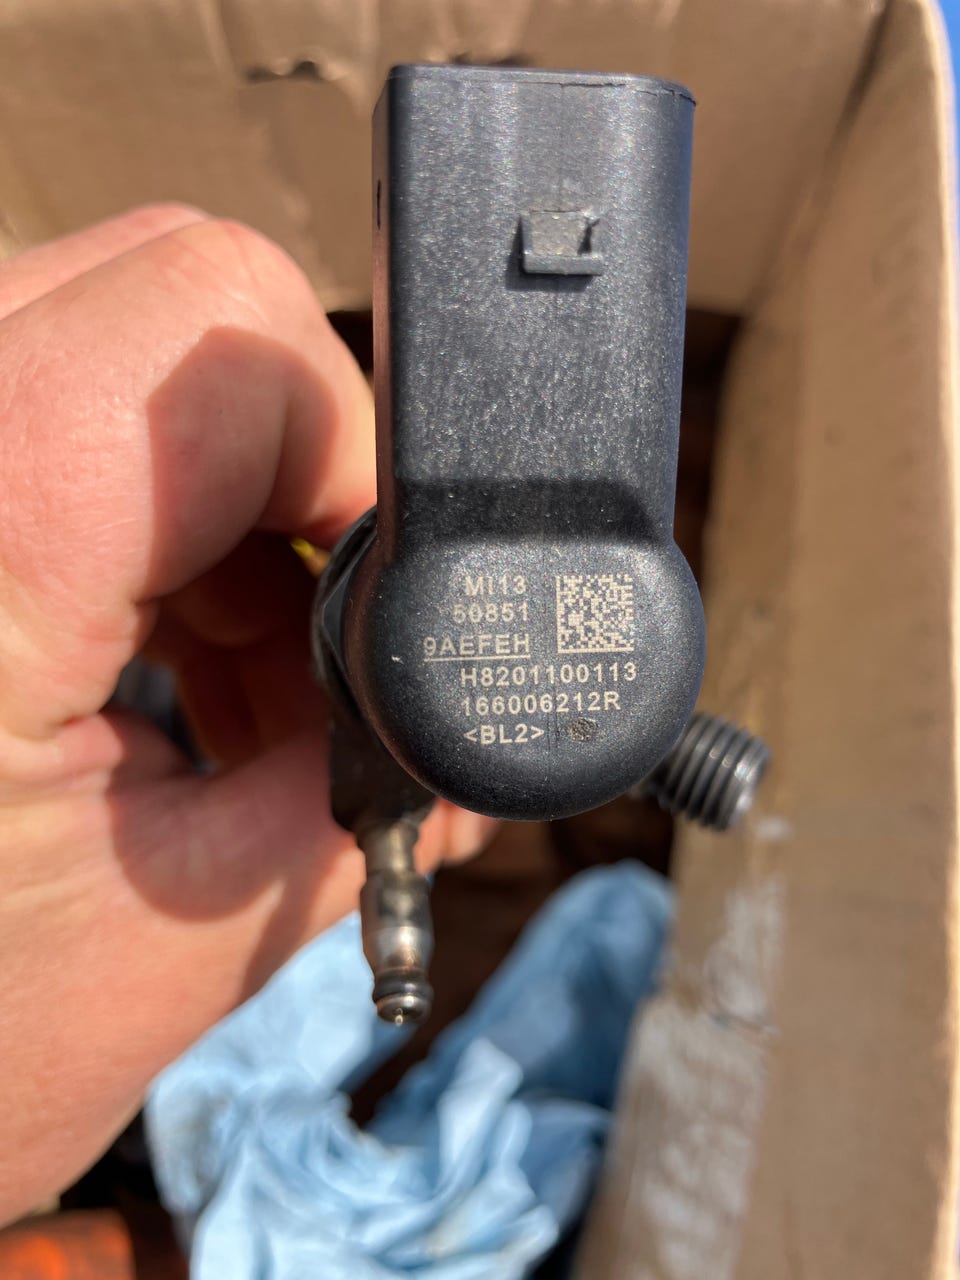 MI13
50851
9AEFEH
H8201100113
166006212R
<BL2>